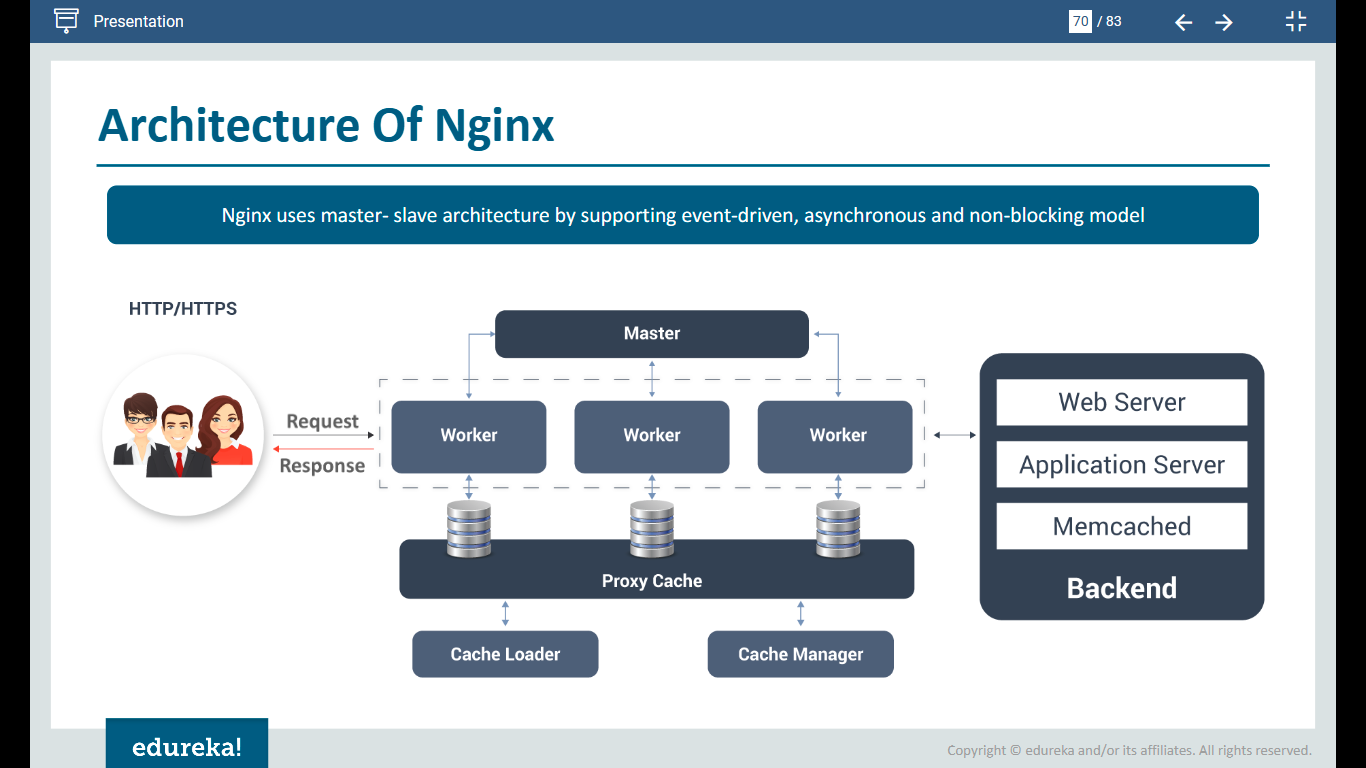 Presentation
70 / 83
Architecture Of Nginx
Nginx uses master- slave architecture by supporting event-driven, asynchronous and non-blocking model
HTTP/HTTPS
Request
Response
Master
Worker
Worker
Worker
Proxy Cache
Cache Loader
Cache Manager
Web Server
Application Server
Memcached
Backend
edureka!
Copyright © edureka and/or its affiliates. All rights reserved.